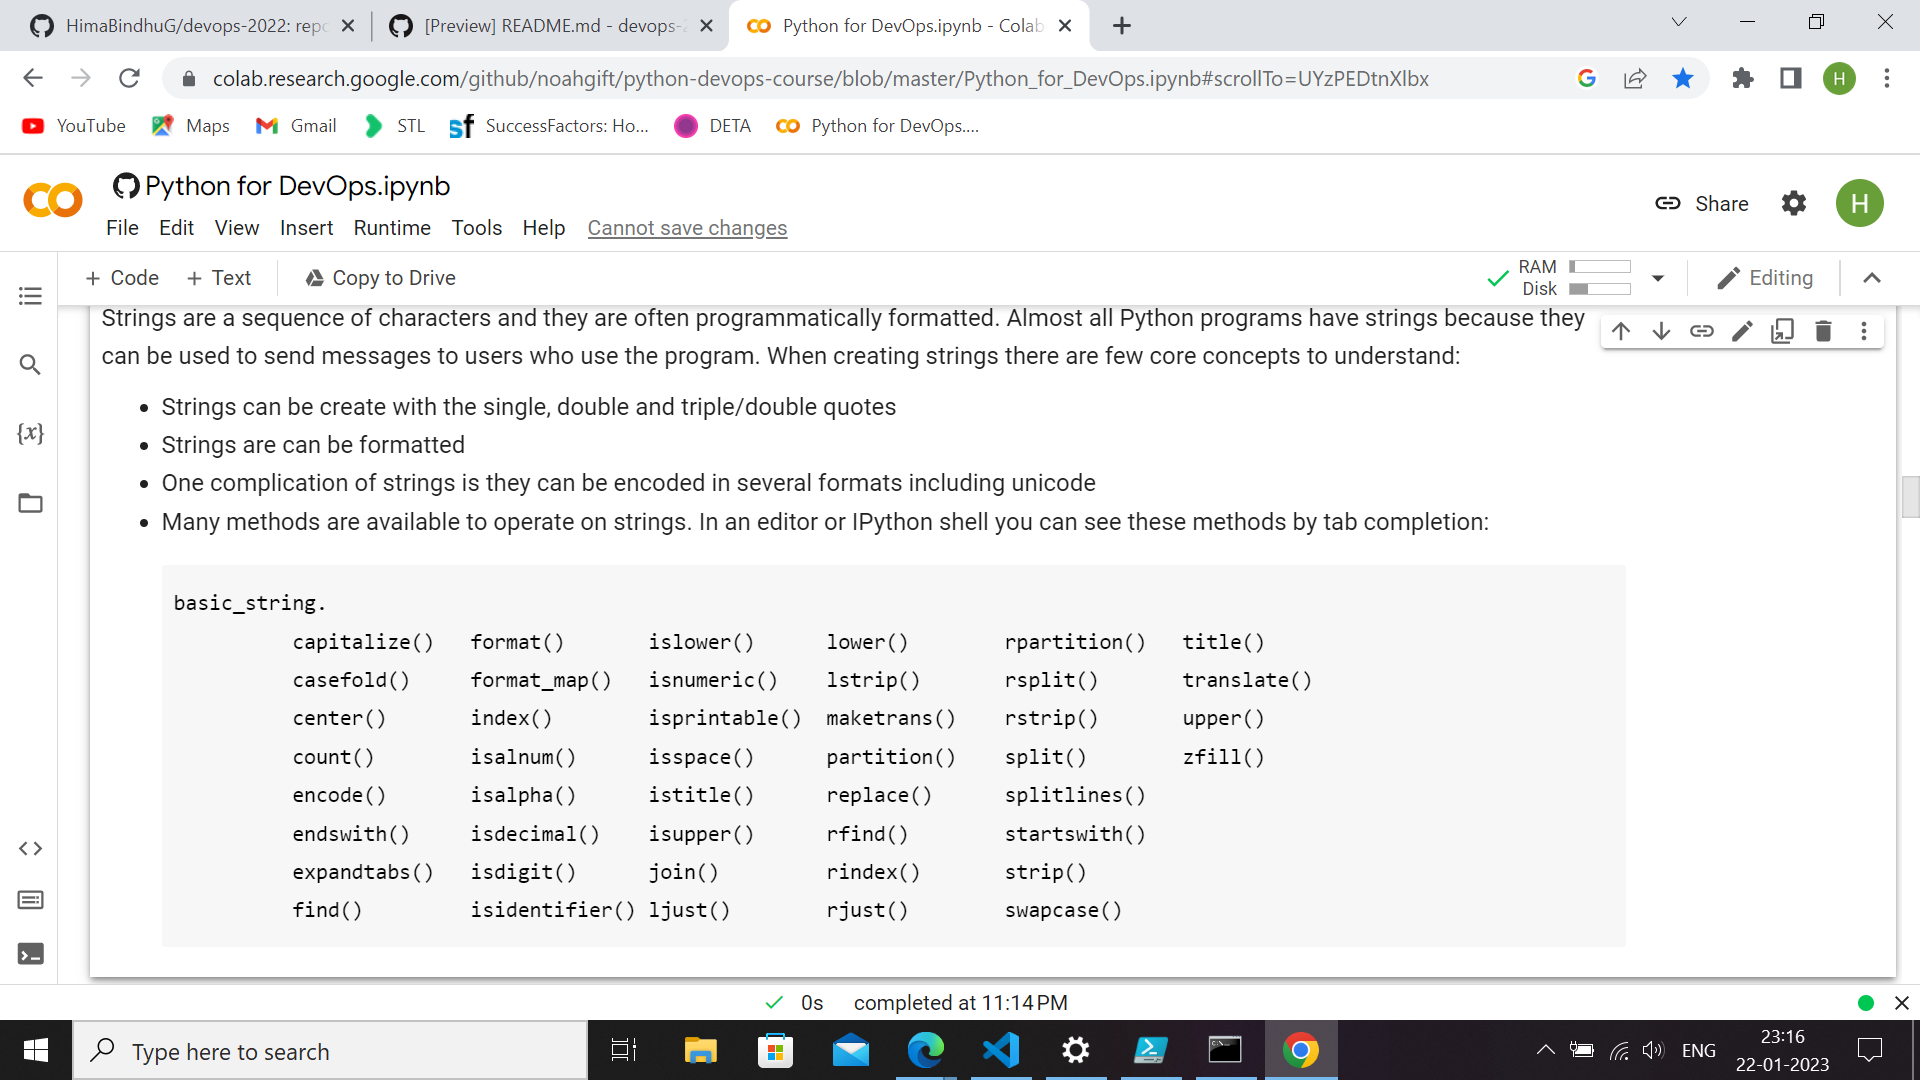 HimaBindhuG/devops-2022: repo
[Preview] README.md - devops-2
Python for DevOps.ipynb - Colab
colab.research.google.com/github/noahgift/python-devops-course/blob/master/Python_for_DevOps.ipynb#scrollTo=UYzPEDtnXlbx
H
YouTube Maps Gmail STL SuccessFactors: Ho... DETA Python for DevOps....
Python for DevOps.ipynb
File Edit View Insert Runtime Tools Help Cannot save changes
Share
H
+ Code + Text Copy to Drive
RAM
Disk
Editing
Strings are a sequence of characters and they are often programmatically formatted. Almost all Python programs have strings because they
can be used to send messages to users who use the program. When creating strings there are few core concepts to understand:
• Strings can be create with the single, double and triple/double quotes
• Strings are can be formatted
• One complication of strings is they can be encoded in several formats including unicode
• Many methods are available to operate on strings. In an editor or IPython shell you can see these methods by tab completion:
basic_string.
capitalize() format() islower() lower() rpartition() title()
casefold() format_map() isnumeric() lstrip() rsplit() translate()
center() index() isprintable() maketrans() rstrip() upper()
count() isalnum() isspace() partition() split() zfill()
encode() isalpha() istitle() replace() splitlines()
endswith() isdecimal() isupper() rfind() startswith()
expandtabs() isdigit() join() rindex() strip()
find() isidentifier() ljust() rjust() swapcase()
0s completed at 11:14 PM
Type here to search
ENG
23:16
22-01-2023